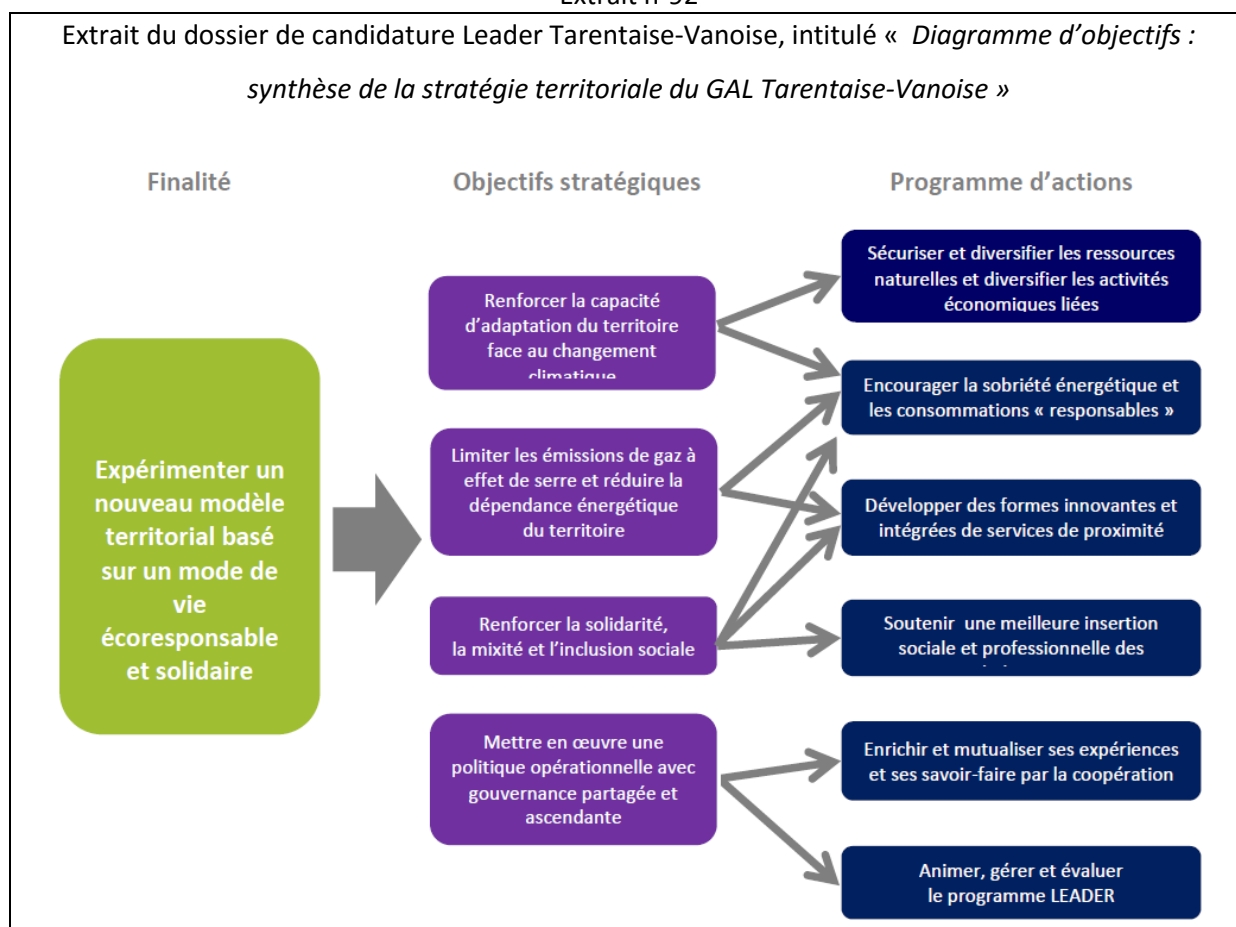 Extrait du dossier de candidature Leader Tarentaise-Vanoise, intitulé « Diagramme d’objectifs :
synthèse de la stratégie territoriale du GAL Tarentaise-Vanoise »
Finalité
Objectifs stratégiques
Programme d’actions
Expérimenter un
nouveau modèle
territorial basé
sur un mode de
vie
écoresponsable
et solidaire
Renforcer la capacité
d’adaptation du territoire
face au changement
climatique
Limiter les émissions de gaz à
effet de serre et réduire la
dépendance énergétique
du territoire
Renforcer la solidarité,
la mixité et l’inclusion sociale
Mettre en œuvre une
politique opérationnelle avec
gouvernance partagée et
ascendante
Sécuriser et diversifier les ressources
naturelles et diversifier les activités
économiques liées
Encourager la sobriété énergétique et
les consommations « responsables »
Développer des formes innovantes et
intégrées de services de proximité
Soutenir une meilleure insertion
sociale et professionnelle des
Enrichir et mutualiser ses expériences
et ses savoir-faire par la coopération
Animer, gérer et évaluer
le programme LEADER